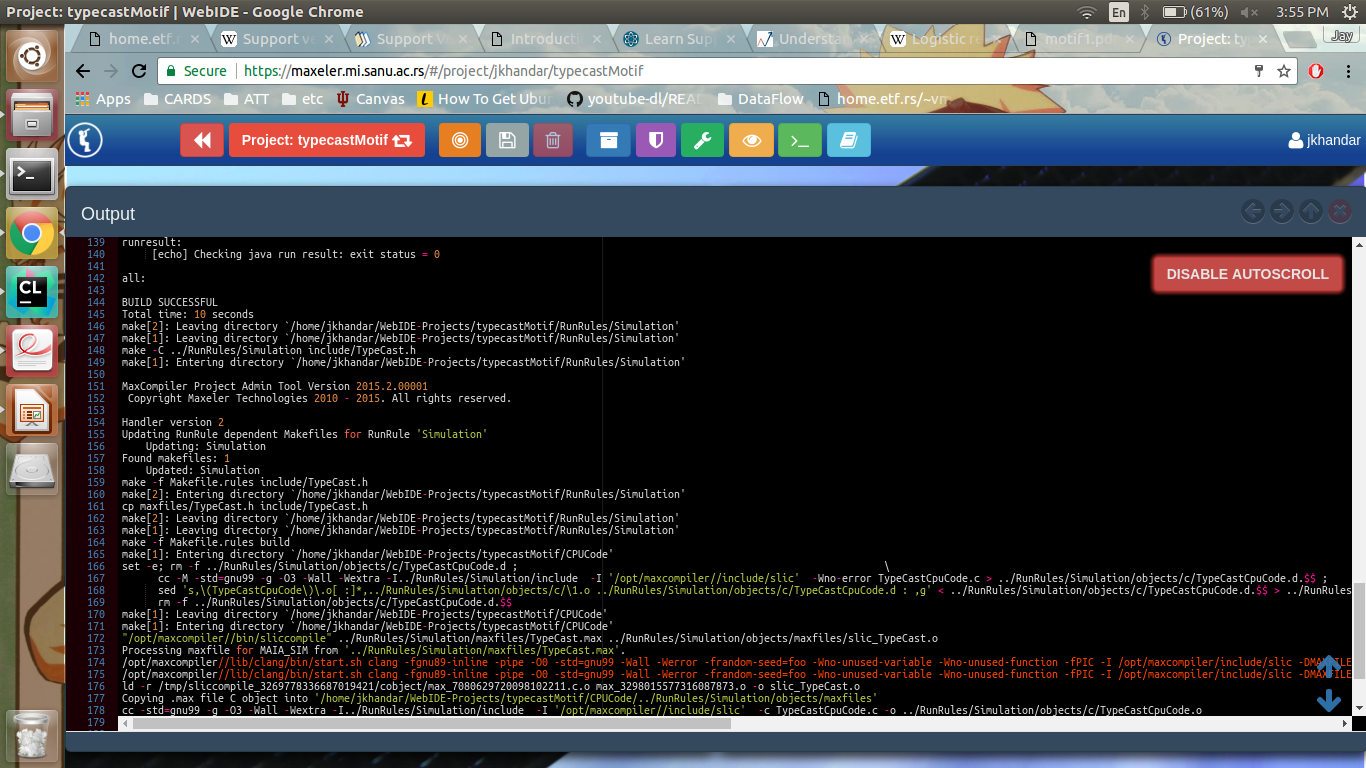 typecastMotif | WebIDE - Google Chrome
En
(61%)
3:55 PM
home.etf.r
Support ve
Support V
Introducti
Learn Sup
Understa
Logistic r
motif1.pd
Project: ty
Jay
Secure
https://maxeler.mi.sanu.ac.rs/#/project/jkhandar/typecastMotif
Apps
CARDS
ATT
etc
Canvas
How To Get Ubu
youtube-dl/REA
DataFlow
home.etf.rs/~vm
Project: typecastMotif
jkhandar
Output
DISABLE AUTOSCROLL
139 runresult:
140 [echo] Checking java run result: exit status = 0
141
142 all:
143
144 BUILD SUCCESSFUL
145 Total time: 10 seconds
146 make[2]: Leaving directory `/home/jkhandar/WebIDE-Projects/typecastMotif/RunRules/Simulation'
147 make[1]: Leaving directory `/home/jkhandar/WebIDE-Projects/typecastMotif/RunRules/Simulation'
148 make -C ../RunRules/Simulation include/TypeCast.h
149 make[1]: Entering directory `/home/jkhandar/WebIDE-Projects/typecastMotif/RunRules/Simulation'
150
151 MaxCompiler Project Admin Tool Version 2015.2.00001
152 Copyright Maxeler Technologies 2010 - 2015. All rights reserved.
153
154 Handler version 2
155 Updating RunRule dependent Makefiles for RunRule 'Simulation'
156 Updating: Simulation
157 Found makefiles: 1
158 Updated: Simulation
159 make -f Makefile.rules include/TypeCast.h
160 make[2]: Entering directory `/home/jkhandar/WebIDE-Projects/typecastMotif/RunRules/Simulation'
161 cp maxfiles/TypeCast.h include/TypeCast.h
162 make[2]: Leaving directory `/home/jkhandar/WebIDE-Projects/typecastMotif/RunRules/Simulation'
163 make[1]: Leaving directory `/home/jkhandar/WebIDE-Projects/typecastMotif/RunRules/Simulation'
164 make -f Makefile.rules build
165 make[1]: Entering directory `/home/jkhandar/WebIDE-Projects/typecastMotif/CPUCode'
166 set -e; rm -f ../RunRules/Simulation/objects/c/TypeCastCpuCode.d ; \
167 cc -M -std=gnu99 -g -O3 -Wall -Wextra -I../RunRules/Simulation/include -I '/opt/maxcompiler//include/slic' -Wno-error TypeCastCpuCode.c > ../RunRules/Simulation/objects/c/TypeCastCpuCode.d.$$ ;
168 sed 's,\(TypeCastCpuCode\)\.o[ :]*,../RunRules/Simulation/objects/c/\1.o ../RunRules/Simulation/objects/c/TypeCastCpuCode.d : ,g' < ../RunRules/Simulation/objects/c/TypeCastCpuCode.d.$$ > ../RunRules
169 rm -f ../RunRules/Simulation/objects/c/TypeCastCpuCode.d.$$
170 make[1]: Leaving directory `/home/jkhandar/WebIDE-Projects/typecastMotif/CPUCode'
171 make[1]: Entering directory `/home/jkhandar/WebIDE-Projects/typecastMotif/CPUCode'
172 "/opt/maxcompiler//bin/sliccompile" ../RunRules/Simulation/maxfiles/TypeCast.max ../RunRules/Simulation/objects/maxfiles/slic_TypeCast.o
173 Processing maxfile for MAIA_SIM from '../RunRules/Simulation/maxfiles/TypeCast.max'.
174 /opt/maxcompiler//lib/clang/bin/start.sh clang -fgnu89-inline -pipe -O0 -std=gnu99 -Wall -Werror -frandom-seed=foo -Wno-unused-variable -Wno-unused-function -fPIC -I /opt/maxcompiler/include/slic -DMAXFILE
175 /opt/maxcompiler//lib/clang/bin/start.sh clang -fgnu89-inline -pipe -O0 -std=gnu99 -Wall -Werror -frandom-seed=foo -Wno-unused-variable -Wno-unused-function -fPIC -I /opt/maxcompiler/include/slic -DMAXFILE
176 ld -r /tmp/sliccompile_3269778336687019421/cobject/max_7080629720098102211.c.o max_3298015577316087873.o -o slic_TypeCast.o
177 Copying .max file C object into '/home/jkhandar/WebIDE-Projects/typecastMotif/CPUCode/../RunRules/Simulation/objects/maxfiles'
178 cc -std=gnu99 -g -O3 -Wall -Wextra -I../RunRules/Simulation/include -I '/opt/maxcompiler//include/slic' -c TypeCastCpuCode.c -o ../RunRules/Simulation/objects/c/TypeCastCpuCode.o
179